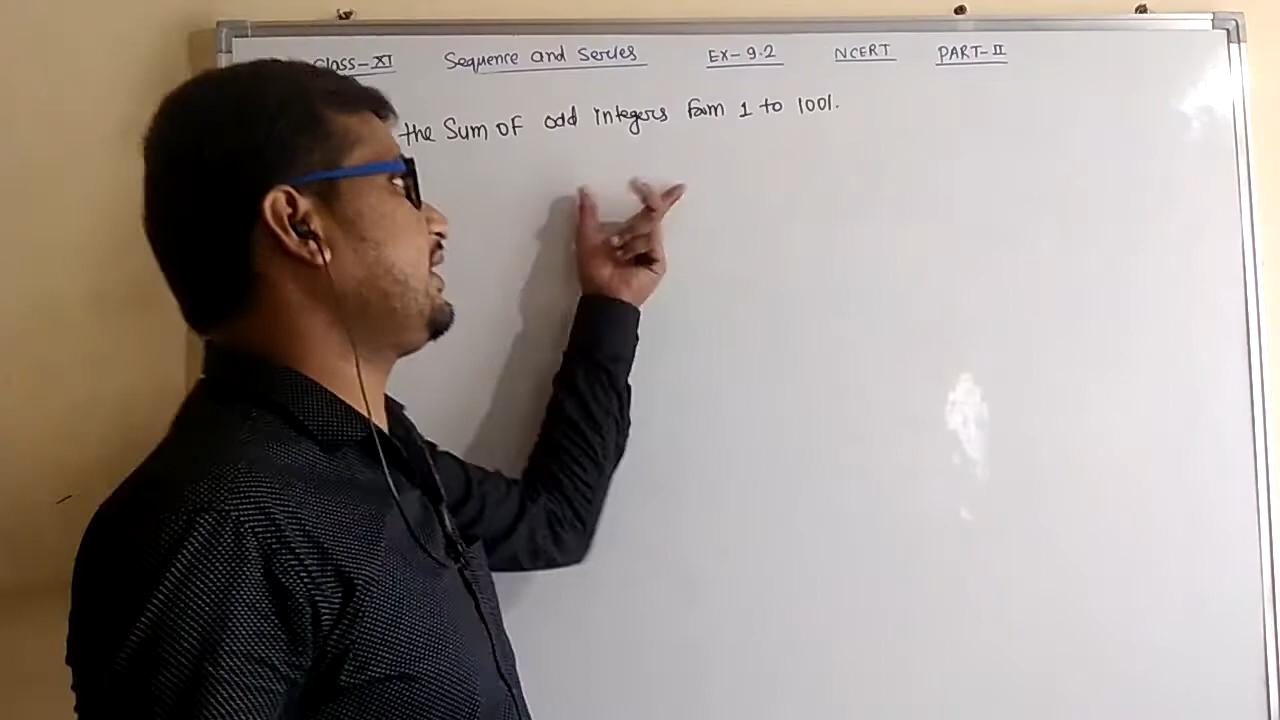 Class-XI Sequence and Series EX-9.2 NCERT PART-II
the Sum OF odd integers from 1 to 1001.